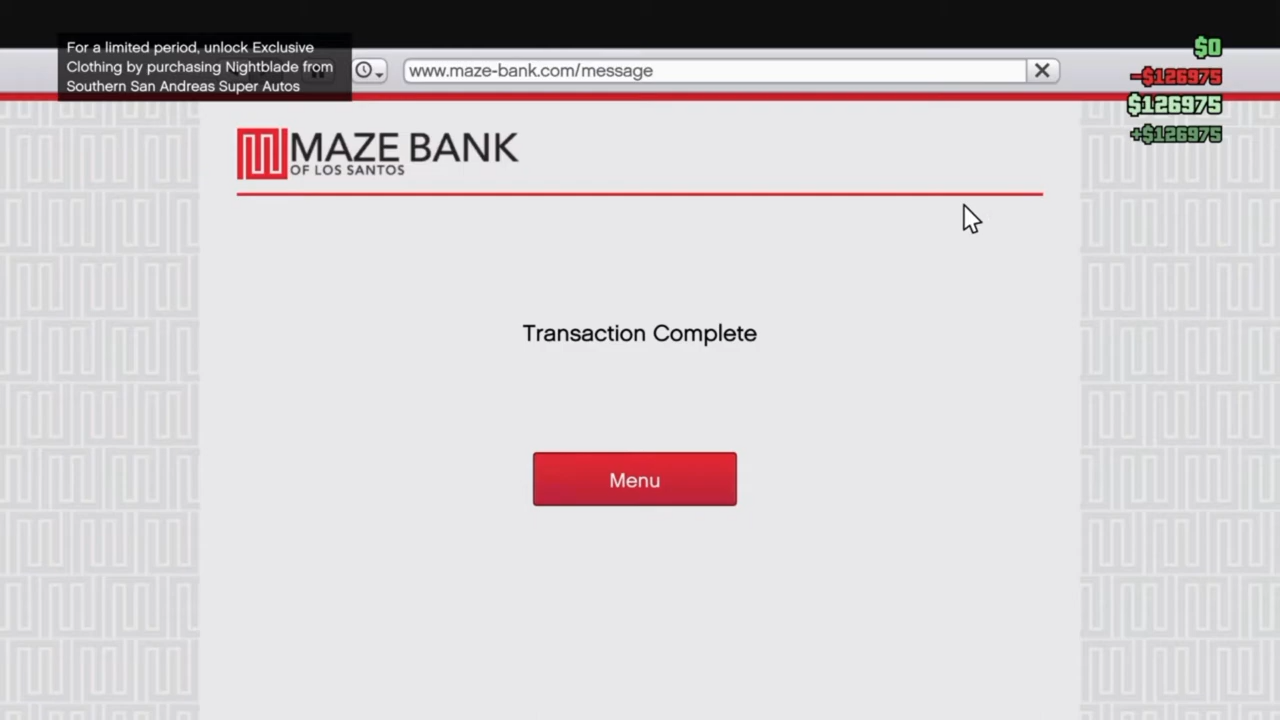 For a limited period, unlock Exclusive
Clothing by purchasing Nightblade from
Southern San Andreas Super Autos
www.maze-bank.com/message
$0
-$126975
$126975
+$126975
MAZE BANK
OF LOS SANTOS
Transaction Complete
Menu